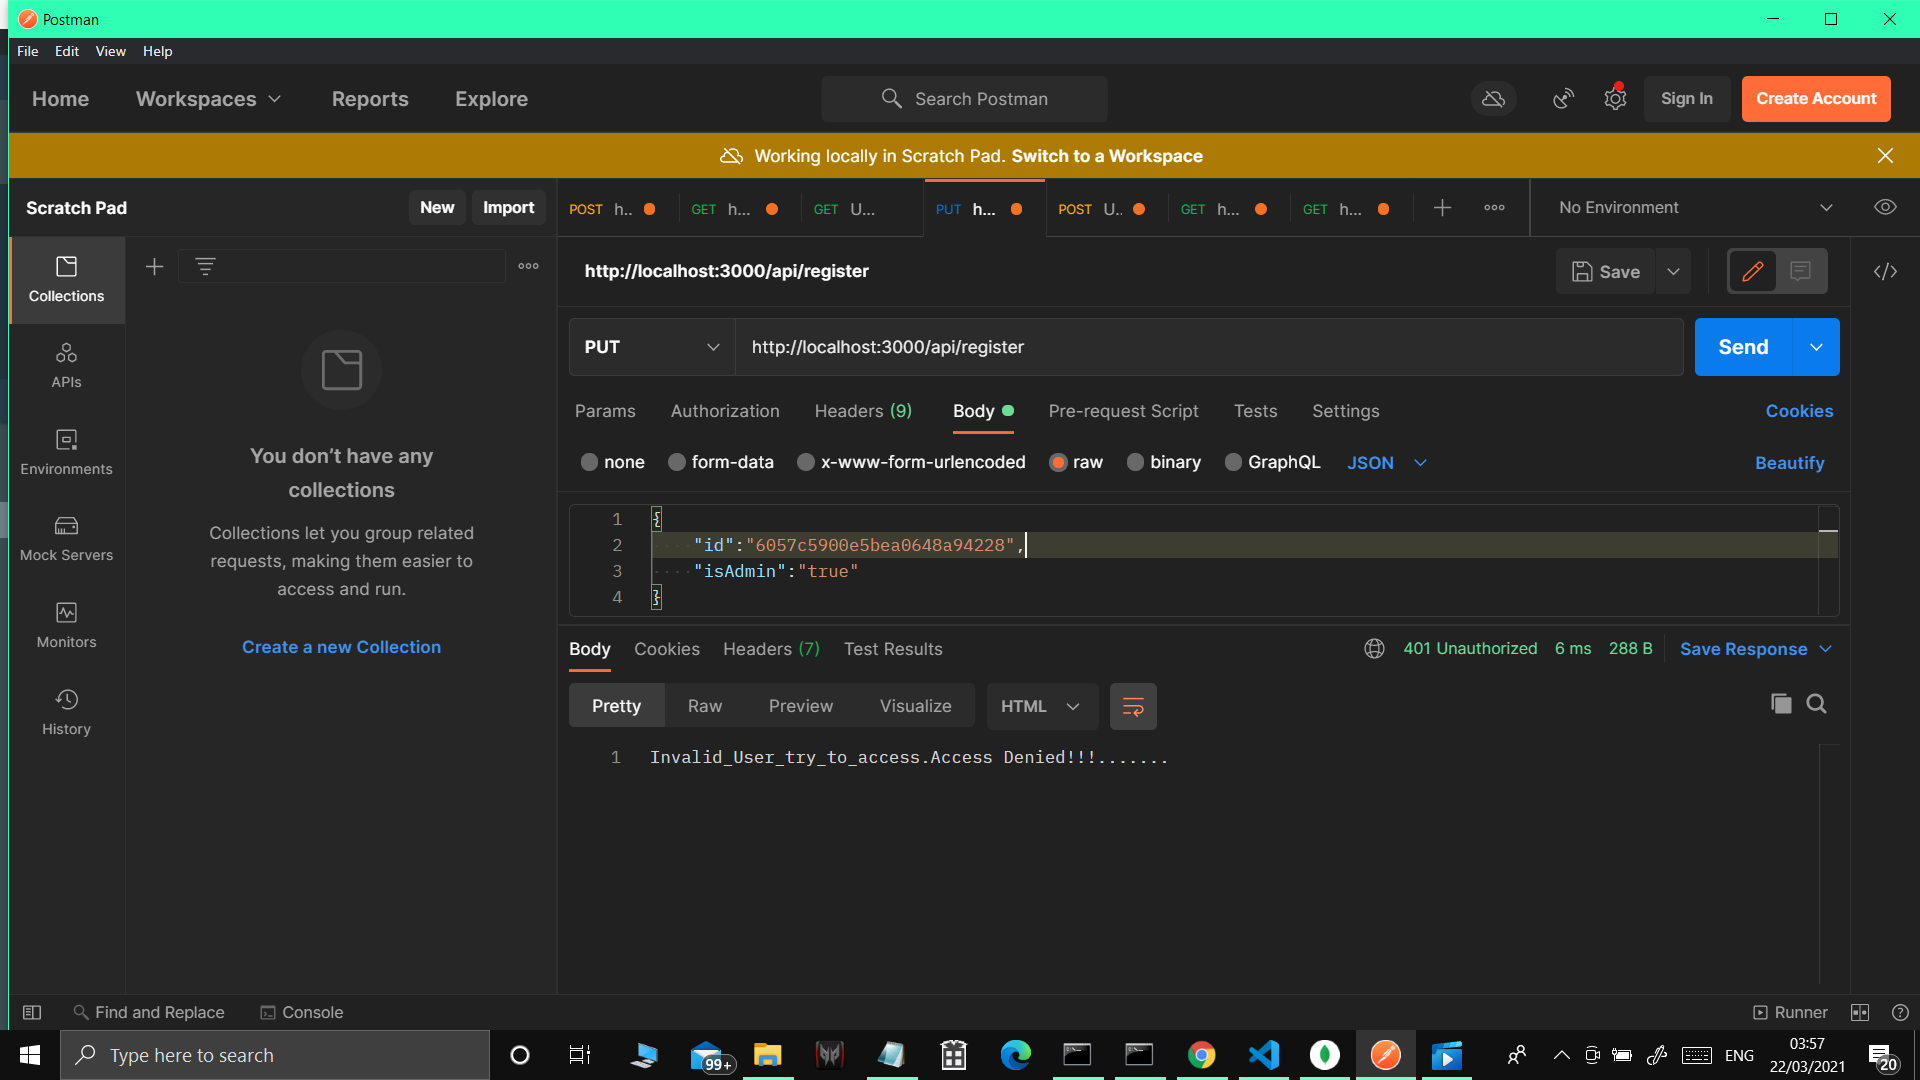 Postman
File Edit View Help
Home Workspaces Reports Explore Search Postman Sign In Create Account
Working locally in Scratch Pad. Switch to a Workspace
Scratch Pad New Import POST h.. GET h... GET U... PUT h... POST U.. GET h... GET h... No Environment
http://localhost:3000/api/register Save
Collections
PUT http://localhost:3000/api/register Send
APIs
Params Authorization Headers (9) Body Pre-request Script Tests Settings Cookies
none form-data x-www-form-urlencoded raw binary GraphQL JSON Beautify
Environments
You don't have any
collections
Collections let you group related
requests, making them easier to
access and run.
Create a new Collection
Mock Servers
Monitors
History
1 {
2 "id":"6057c5900e5bea0648a94228",
3 "isAdmin":"true"
4 }
Body Cookies Headers (7) Test Results 401 Unauthorized 6 ms 288 B Save Response
Pretty Raw Preview Visualize HTML
1 Invalid_User_try_to_access.Access Denied!!!.......
Find and Replace Console Runner
Type here to search 99+ ENG 03:57
22/03/2021 20